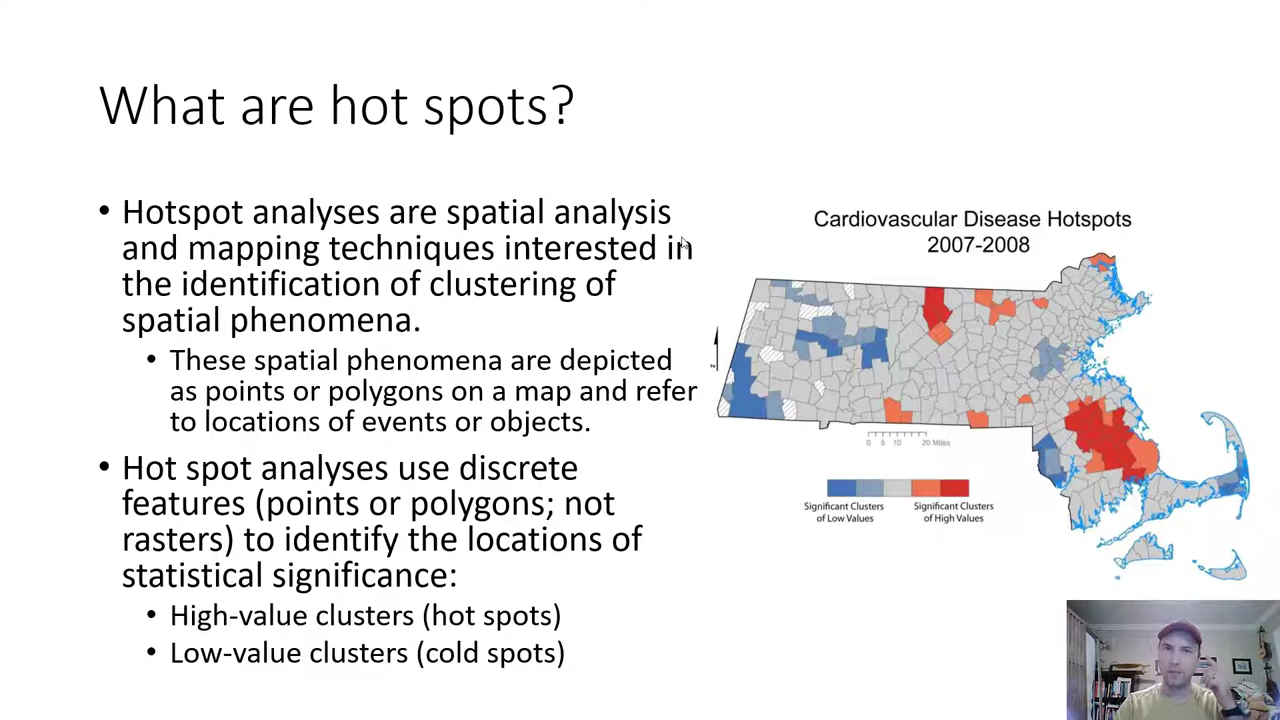 What are hot spots?
• Hotspot analyses are spatial analysis
and mapping techniques interested in
the identification of clustering of
spatial phenomena.
• These spatial phenomena are depicted
as points or polygons on a map and refer
to locations of events or objects.
• Hot spot analyses use discrete
features (points or polygons; not
rasters) to identify the locations of
statistical significance:
• High-value clusters (hot spots)
• Low-value clusters (cold spots)
Cardiovascular Disease Hotspots
2007-2008
N
0 5 10 20 Miles
Significant Clusters
of Low Values
Significant Clusters
of High Values